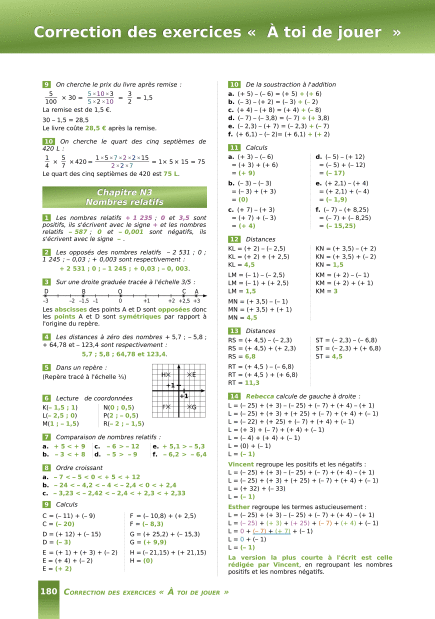 Correction des exercices « À toi de jouer »
9 On cherche le prix du livre après remise :
5/100 × 30 = 5×10×3/5×2×10 = 3/2 = 1,5
La remise est de 1,5 €.
30 – 1,5 = 28,5
Le livre coûte 28,5 € après la remise.
10 On cherche le quart des cinq septièmes de
420 L :
1/4 × 5/7 × 420 = 1×5×7×2×2×15/2×2×7 = 1× 5 × 15 = 75
Le quart des cinq septièmes de 420 est 75 L.
Chapitre N3
Nombres relatifs
1 Les nombres relatifs + 1 235 ; 0 et 3,5 sont
positifs, ils s'écrivent avec le signe + et les nombres
relatifs – 587 ; 0 et – 0,001 sont négatifs, ils
s'écrivent avec le signe – .
2 Les opposés des nombres relatifs – 2 531 ; 0 ;
1 245 ; – 0,03 ; + 0,003 sont respectivement :
+ 2 531 ; 0 ; – 1 245 ; + 0,03 ; – 0, 003.
3 Sur une droite graduée tracée à l'échelle 3/5 :
D B O C A
–3 –2 –1,5 –1 0 +1 +2 +2,5 +3
Les abscisses des points A et D sont opposées donc
les points A et D sont symétriques par rapport à
l'origine du repère.
4 Les distances à zéro des nombres + 5,7 ; – 5,8 ;
+ 64,78 et – 123,4 sont respectivement :
5,7 ; 5,8 ; 64,78 et 123,4.
5 Dans un repère :
(Repère tracé à l'échelle ½)
H E
+1
+1
F G
6 Lecture de coordonnées
K(– 1,5 ; 1) N(0 ; 0,5)
L(– 2,5 ; 0) P(2 ; – 0,5)
M(1 ; – 1,5) R(– 2 ; – 1,5)
7 Comparaison de nombres relatifs :
a. + 5 < + 9 c. – 6 > – 12 e. + 5,1 > – 5,3
b. – 3 < + 8 d. – 5 > – 9 f. – 6,2 > – 6,4
8 Ordre croissant
a. – 7 < – 5 < 0 < + 5 < + 12
b. – 24 < – 4,2 < – 4 < – 2,4 < 0 < + 2,4
c. – 3,23 < – 2,42 < – 2,4 < + 2,3 < + 2,33
9 Calculs
C = (– 11) + (– 9) F = (– 10,8) + (+ 2,5)
C = (– 20) F = (– 8,3)
D = (+ 12) + (– 15) G = (+ 25,2) + (– 15,3)
D = (– 3) G = (+ 9,9)
E = (+ 1) + (+ 3) + (– 2) H = (– 21,15) + (+ 21,15)
E = (+ 4) + (– 2) H = (0)
E = (+ 2)
10 De la soustraction à l'addition
a. (+ 5) – (– 6) = (+ 5) + (+ 6)
b. (– 3) – (+ 2) = (– 3) + (– 2)
c. (+ 4) – (+ 8) = (+ 4) + (– 8)
d. (– 7) – (– 3,8) = (– 7) + (+ 3,8)
e. (– 2,3) – (+ 7) = (– 2,3) + (– 7)
f. (+ 6,1) – (– 2) = (+ 6,1) + (+ 2)
11 Calculs
a. (+ 3) – (– 6) d. (– 5) – (+ 12)
= (+ 3) + (+ 6) = (– 5) + (– 12)
= (+ 9) = (– 17)
b. (– 3) – (– 3) e. (+ 2,1) – (+ 4)
= (– 3) + (+ 3) = (+ 2,1) + (– 4)
= (0) = (– 1,9)
c. (+ 7) – (+ 3) f. (– 7) – (+ 8,25)
= (+ 7) + (– 3) = (– 7) + (– 8,25)
= (+ 4) = (– 15,25)
12 Distances
KL = (+ 2) – (– 2,5) KN = (+ 3,5) – (+ 2)
KL = (+ 2) + (+ 2,5) KN = (+ 3,5) + (– 2)
KL = 4,5 KN = 1,5
LM = (– 1) – (– 2,5) KM = (+ 2) – (– 1)
LM = (– 1) + (+ 2,5) KM = (+ 2) + (+ 1)
LM = 1,5 KM = 3
MN = (+ 3,5) – (– 1)
MN = (+ 3,5) + (+ 1)
MN = 4,5
13 Distances
RS = (+ 4,5) – (– 2,3) ST = (– 2,3) – (– 6,8)
RS = (+ 4,5) + (+ 2,3) ST = (– 2,3) + (+ 6,8)
RS = 6,8 ST = 4,5
RT = (+ 4,5 ) – (– 6,8)
RT = (+ 4,5 ) + (+ 6,8)
RT = 11,3
14 Rebecca calcule de gauche à droite :
L = (– 25) + (+ 3) – (– 25) + (– 7) + (+ 4) – (+ 1)
L = (– 25) + (+ 3) + (+ 25) + (– 7) + (+ 4) + (– 1)
L = (– 22) + (+ 25) + (– 7) + (+ 4) + (– 1)
L = (+ 3) + (– 7) + (+ 4) + (– 1)
L = (– 4) + (+ 4) + (– 1)
L = (0) + (– 1)
L = (– 1)
Vincent regroupe les positifs et les négatifs :
L = (– 25) + (+ 3) – (– 25) + (– 7) + (+ 4) – (+ 1)
L = (– 25) + (+ 3) + (+ 25) + (– 7) + (+ 4) + (– 1)
L = (+ 32) + (– 33)
L = (– 1)
Esther regroupe les termes astucieusement :
L = (– 25) + (+ 3) – (– 25) + (– 7) + (+ 4) – (+ 1)
L = (– 25) + (+ 3) + (+ 25) + (– 7) + (+ 4) + (– 1)
L = 0 + (– 7) + (+ 7) + (– 1)
L = 0 + (– 1)
L = (– 1)
La version la plus courte à l'écrit est celle
rédigée par Vincent, en regroupant les nombres
positifs et les nombres négatifs.
180 CORRECTION DES EXERCICES « À TOI DE JOUER »